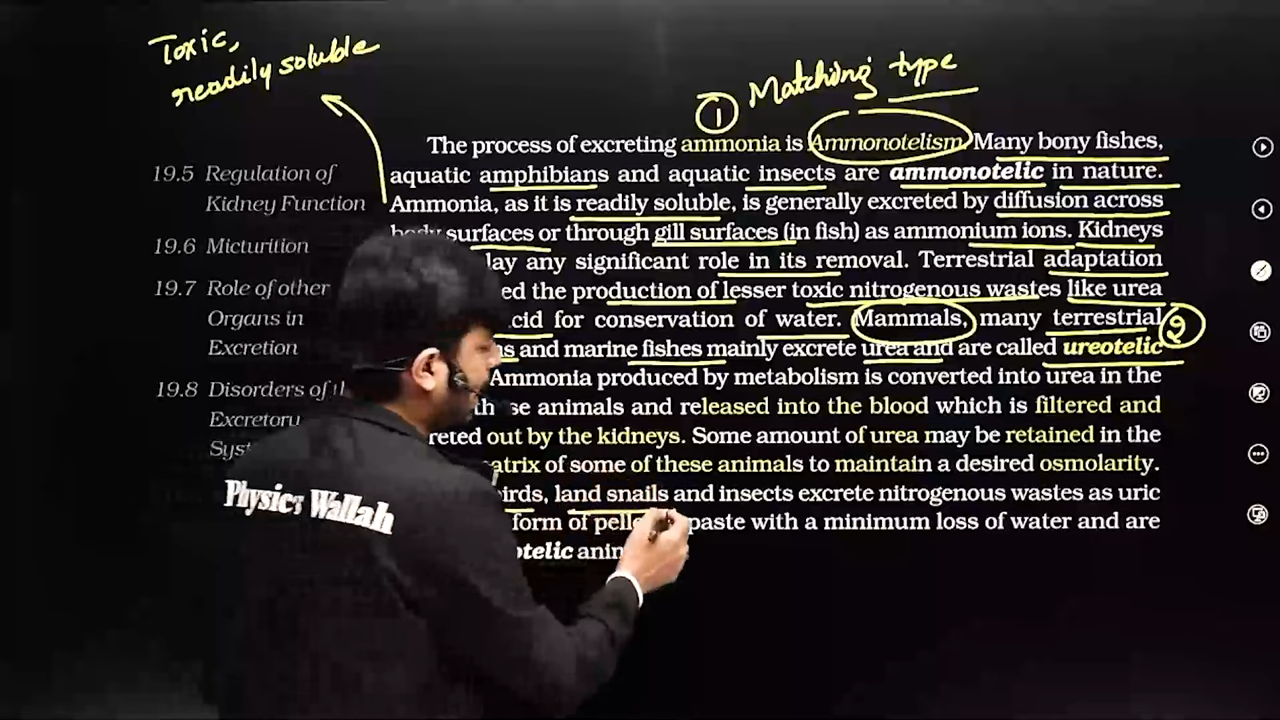 Toxic,
readily soluble
① Matching type
The process of excreting ammonia is Ammonotelism. Many bony fishes,
aquatic amphibians and aquatic insects are ammonotelic in nature.
Ammonia, as it is readily soluble, is generally excreted by diffusion across
body surfaces or through gill surfaces (in fish) as ammonium ions. Kidneys
lay any significant role in its removal. Terrestrial adaptation
ed the production of lesser toxic nitrogenous wastes like urea
cid for conservation of water. Mammals, many terrestrial
ns and marine fishes mainly excrete urea and are called ureotelic
Ammonia produced by metabolism is converted into urea in the
th se animals and released into the blood which is filtered and
reted out by the kidneys. Some amount of urea may be retained in the
atrix of some of these animals to maintain a desired osmolarity.
irds, land snails and insects excrete nitrogenous wastes as uric
form of pelle paste with a minimum loss of water and are
otelic anim
19.5 Regulation of
Kidney Function
19.6 Micturition
19.7 Role of other
Organs in
Excretion
19.8 Disorders of th
Excretory
Syst
Physics Wallah